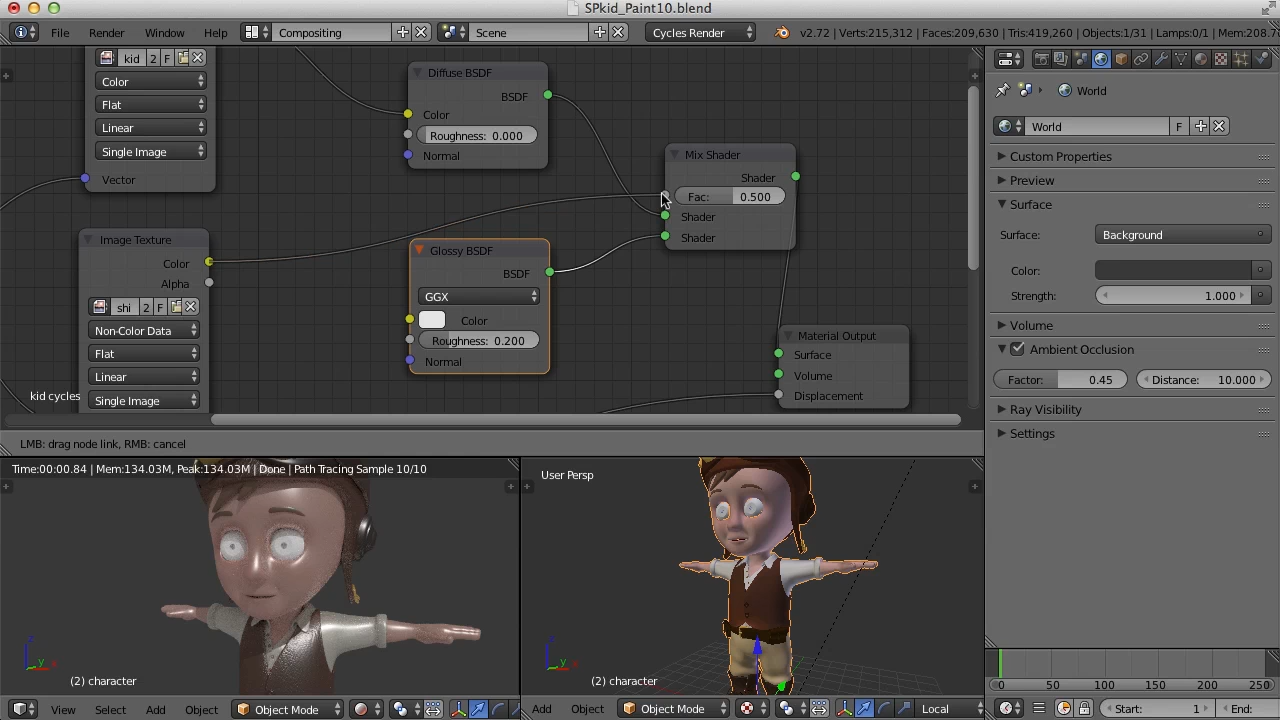 SPkid_Paint10.blend
File Render Window Help Compositing Scene Cycles Render v2.72 | Verts:215,312 | Faces:209,630 | Tris:419,260 | Objects:1/31 | Lamps:0/1 | Mem:208.7
kid 2 F
Color
Flat
Linear
Single Image
Vector
Image Texture
Color
Alpha
shi 2 F
Non-Color Data
Flat
Linear
Single Image
kid cycles
Diffuse BSDF
BSDF
Color
Roughness: 0.000
Normal
Glossy BSDF
BSDF
GGX
Color
Roughness: 0.200
Normal
Mix Shader
Shader
Fac: 0.500
Shader
Shader
Material Output
Surface
Volume
Displacement
LMB: drag node link, RMB: cancel
World
World F
Custom Properties
Preview
Surface
Surface: Background
Color:
Strength: 1.000
Volume
Ambient Occlusion
Factor: 0.45 Distance: 10.000
Ray Visibility
Settings
Time:00:00.84 | Mem:134.03M, Peak:134.03M | Done | Path Tracing Sample 10/10
z
y
(2) character
View Select Add Object Object Mode
User Persp
z
y
(2) character
Add Object Object Mode Local
0 50 100 150 200 250
Start: 1 End: